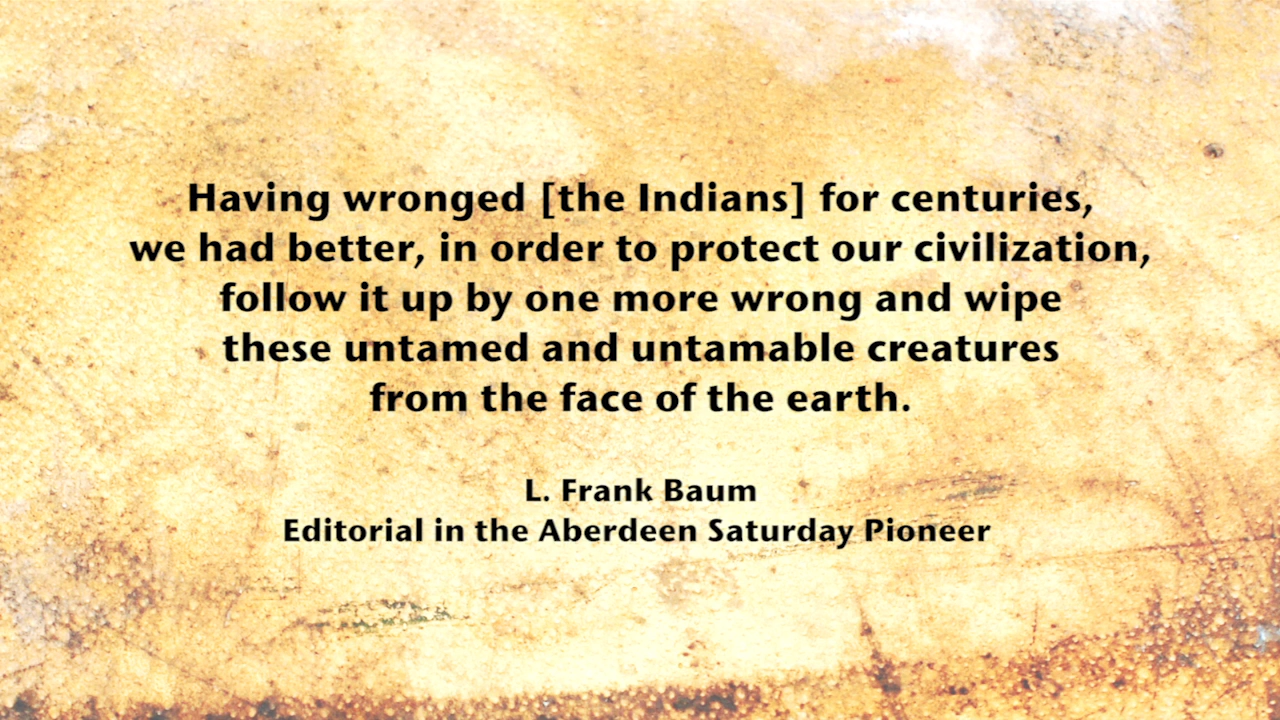 Having wronged [the Indians] for centuries,
we had better, in order to protect our civilization,
follow it up by one more wrong and wipe
these untamed and untamable creatures
from the face of the earth.
L. Frank Baum
Editorial in the Aberdeen Saturday Pioneer